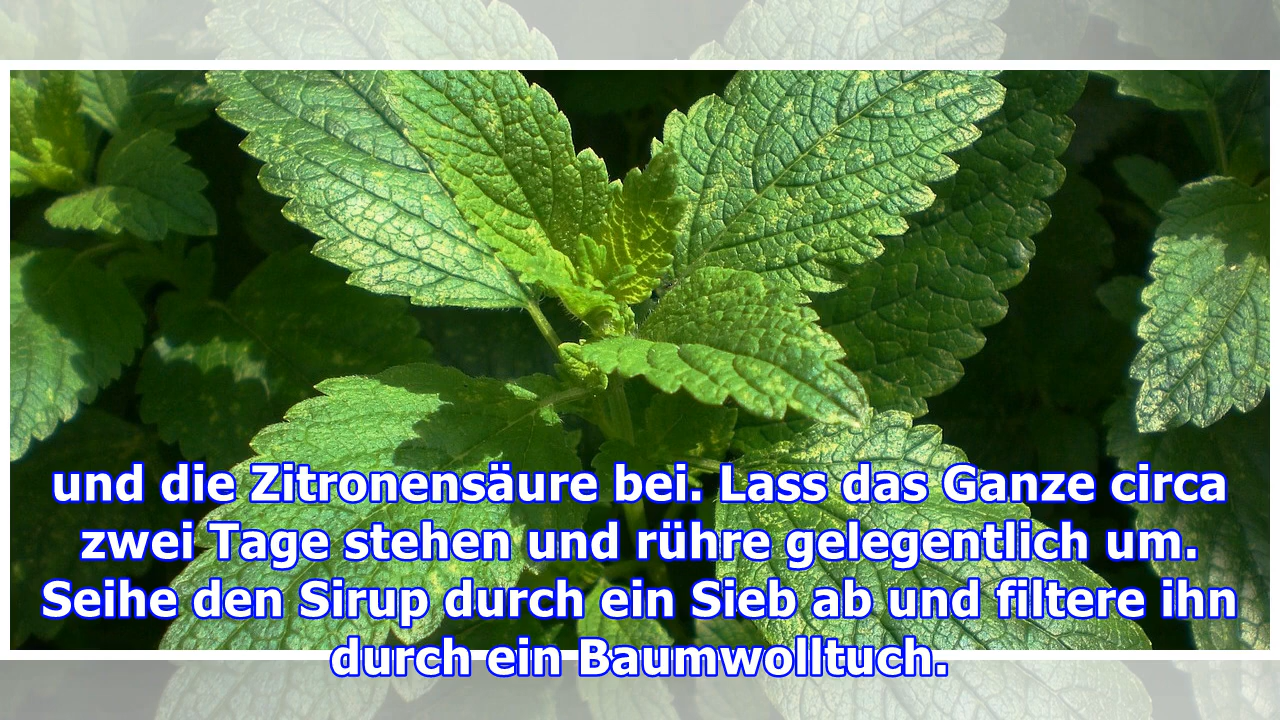 und die Zitronensäure bei. Lass das Ganze circa
zwei Tage stehen und rühre gelegentlich um.
Seihe den Sirup durch ein Sieb ab und filtere ihn
durch ein Baumwolltuch.